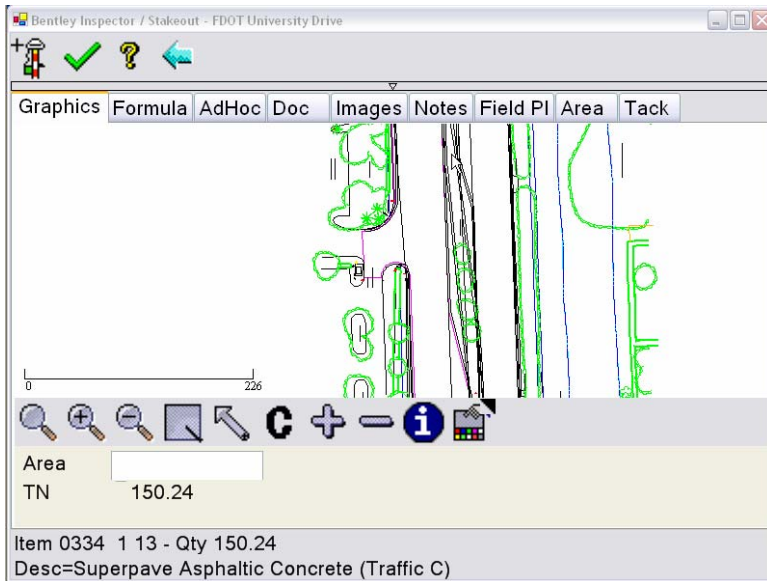 Bentley Inspector / Stakeout - FDOT University Drive
Graphics Formula AdHoc Doc Images Notes Field PI Area Tack
0 226
Area
TN 150.24
Item 0334 1 13 - Qty 150.24
Desc=Superpave Asphaltic Concrete (Traffic C)